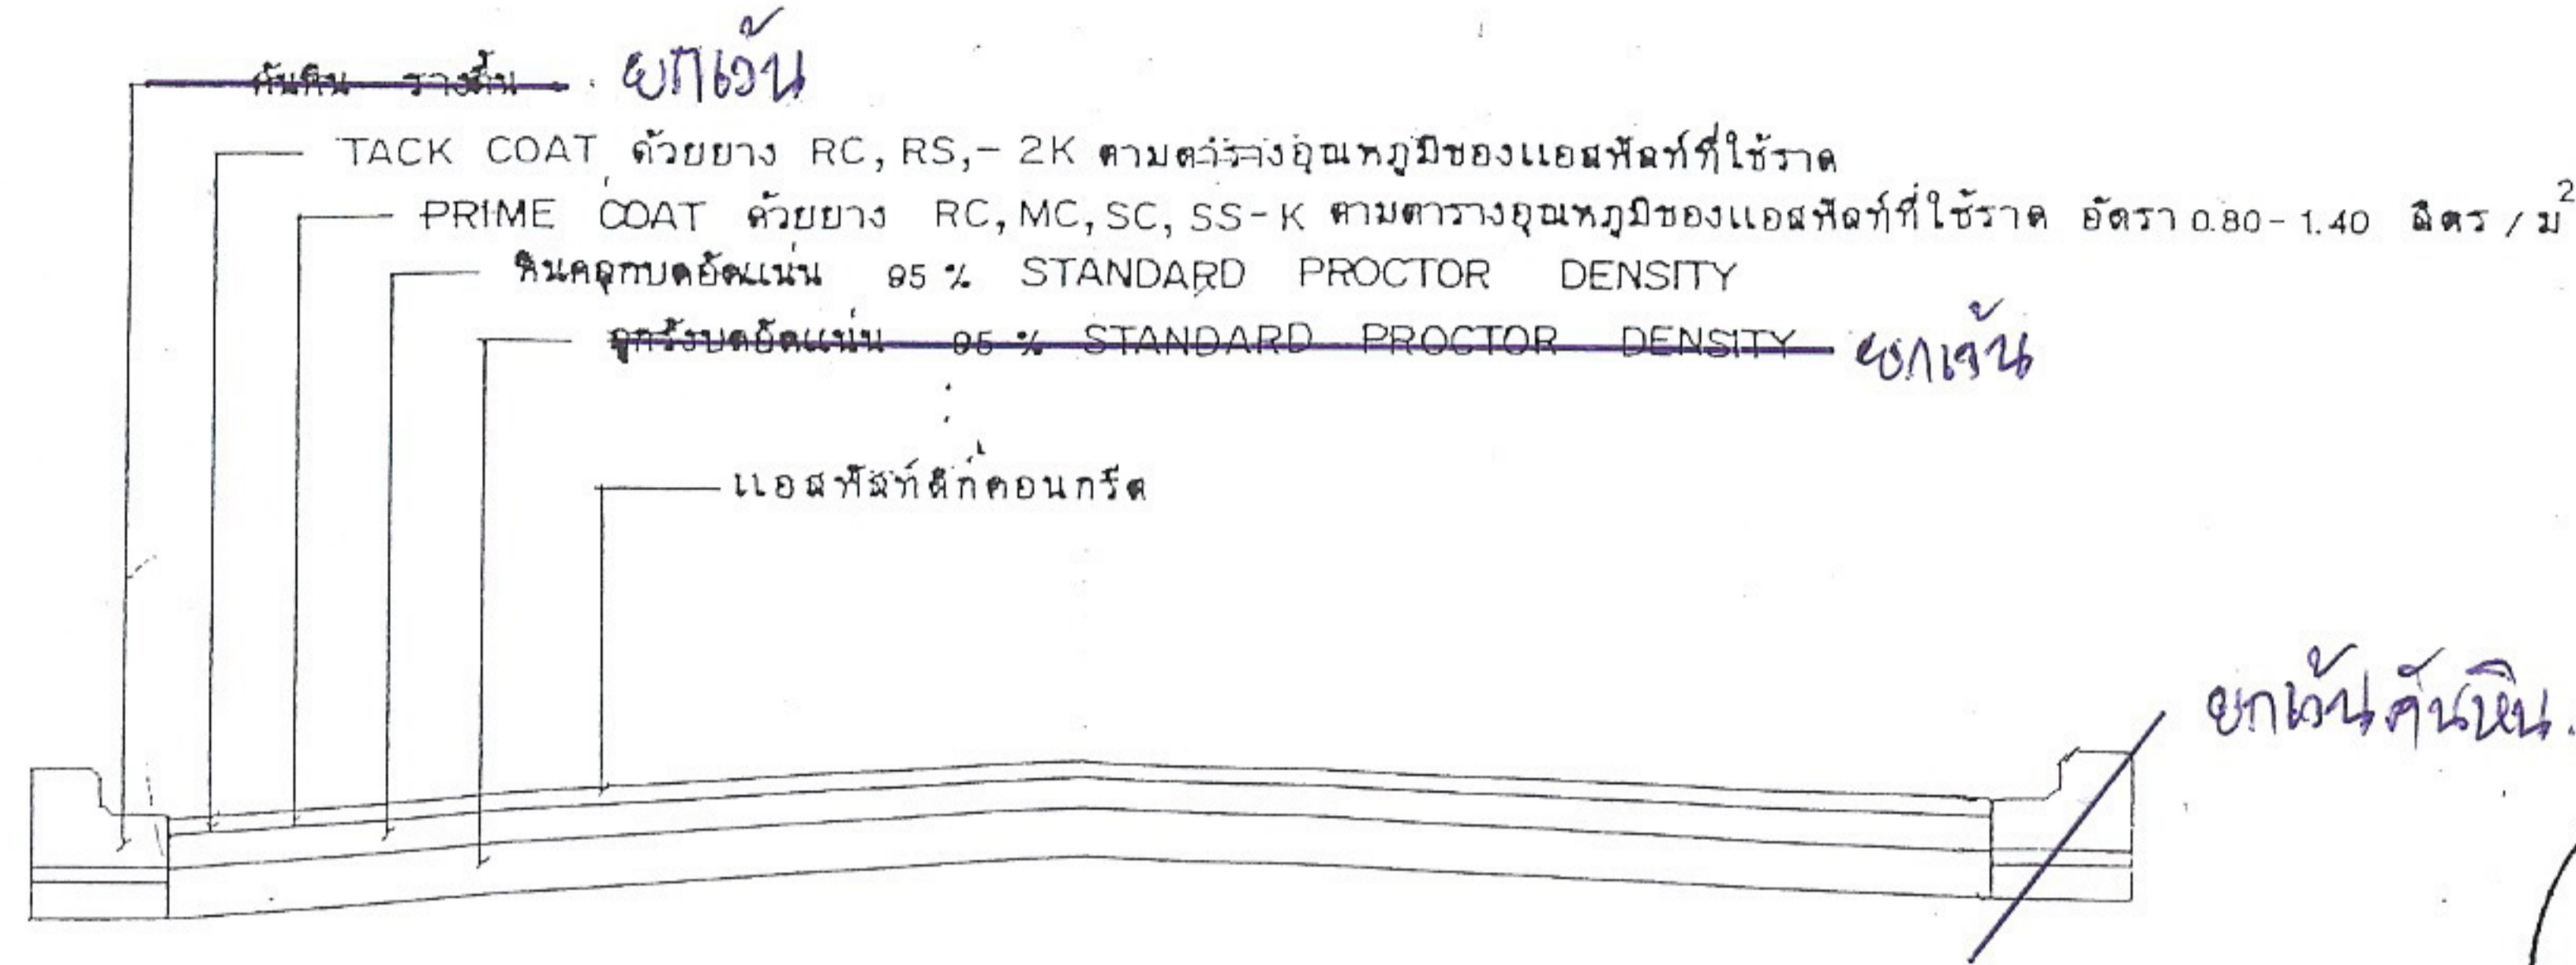 คันหิน รางตื้น ยกเว้น
TACK COAT ด้วยยาง RC, RS, - 2K ตามตารางอุณหภูมิของแอสฟัลท์ที่ใช้ราด
PRIME COAT ด้วยยาง RC, MC, SC, SS-K ตามตารางอุณหภูมิของแอสฟัลท์ที่ใช้ราด อัตรา 0.80 - 1.40 ลิตร / ม2
หินคลุกบดอัดแน่น 95 % STANDARD PROCTOR DENSITY
ลูกรังบดอัดแน่น 95 % STANDARD PROCTOR DENSITY ยกเว้น
แอสฟัลท์ติกคอนกรีต
ยกเว้นคันหิน.